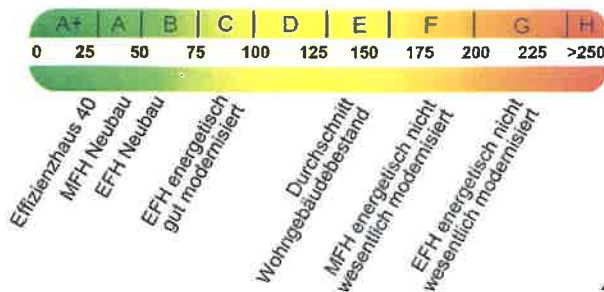 A+ A B C D E F G H
0 25 50 75 100 125 150 175 200 225 >250
Effizienzhaus 40
MFH Neubau
EFH Neubau
EFH energetisch
gut modernisiert
Durchschnitt
Wohngebäudebestand
MFH energetisch nicht
wesentlich modernisiert
EFH energetisch nicht
wesentlich modernisiert